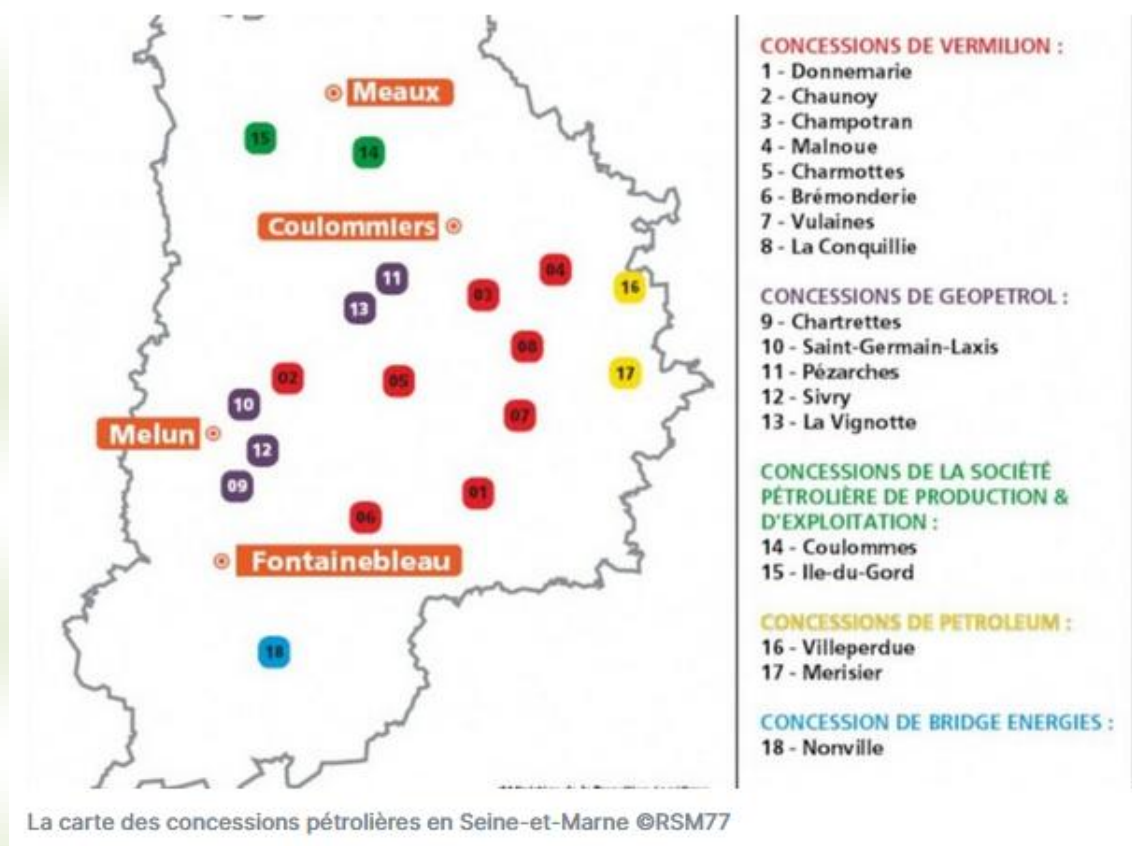 Meaux
15
14
Coulommiers
04
11
16
03
13
08
17
02
05
10
07
Melun
12
09
01
06
Fontainebleau
18
CONCESSIONS DE VERMILION :
1 - Donnemarie
2 - Chaunoy
3 - Champotran
4 - Malnoue
5 - Charmottes
6 - Brémonderie
7 - Vulaines
8 - La Conquillie
CONCESSIONS DE GEOPETROL :
9 - Chartrettes
10 - Saint-Germain-Laxis
11 - Pézarches
12 - Sivry
13 - La Vignotte
CONCESSIONS DE LA SOCIÉTÉ
PÉTROLIÈRE DE PRODUCTION &
D'EXPLOITATION :
14 - Coulommes
15 - Ile-du-Gord
CONCESSIONS DE PETROLEUM :
16 - Villeperdue
17 - Merisier
CONCESSION DE BRIDGE ENERGIES :
18 - Nonville
La carte des concessions pétrolières en Seine-et-Marne ©RSM77